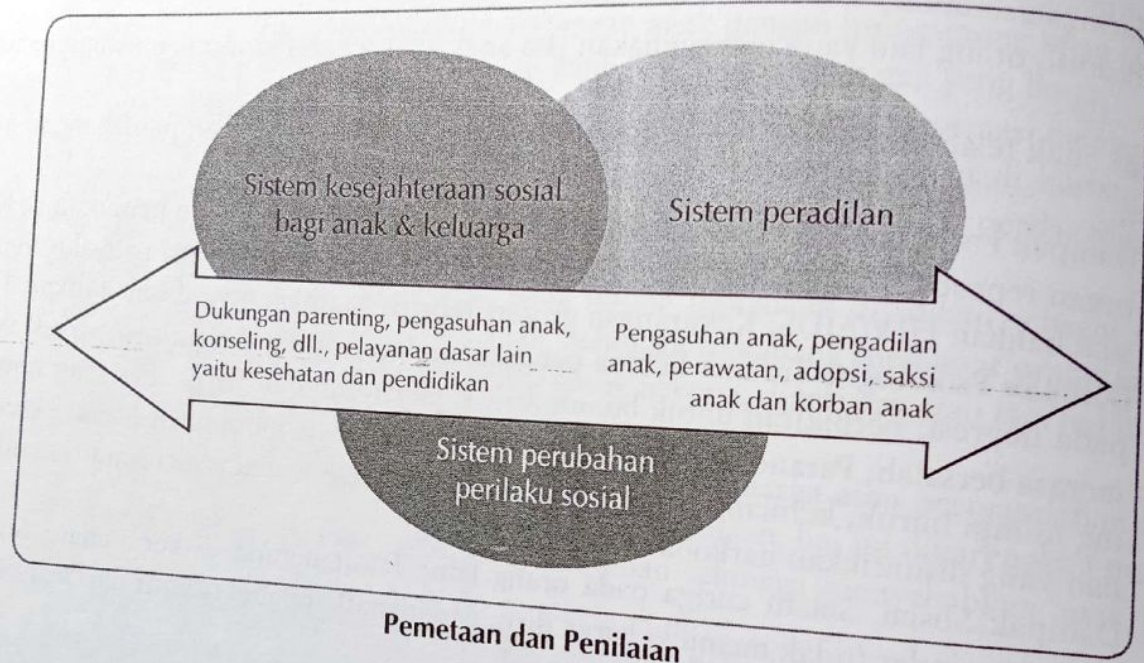 Sistem kesejahteraan sosial
bagi anak & keluarga
Sistem peradilan
Dukungan parenting, pengasuhan anak,
konseling, dll., pelayanan dasar lain
yaitu kesehatan dan pendidikan
Pengasuhan anak, pengadilan
anak, perawatan, adopsi, saksi
anak dan korban anak
Sistem perubahan
perilaku sosial
Pemetaan dan Penilaian